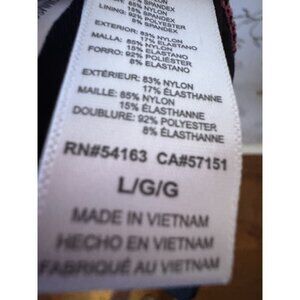 15% SPANDEX
LINING: 92% POLYESTER
8% SPANDEX
EXTERIOR: 83% NYLON
17% ELASTANO
MALLA: 85% NYLON
15% ELASTANO
FORRO: 92% POLIÉSTER
8% ELASTANO
EXTÉRIEUR: 83% NYLON
17% ÉLASTHANNE
MAILLE: 85% NYLON
15% ÉLASTHANNE
DOUBLURE: 92% POLYESTER
8% ÉLASTHANNE
RN#54163 CA#57151
L/G/G
MADE IN VIETNAM
HECHO EN VIETNAM
FABRIQUÉ AU VIETNAM